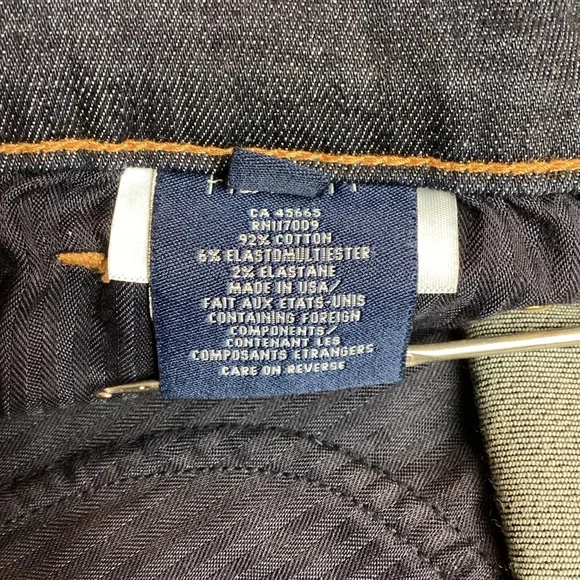 CA 45665
RN117009
92% COTTON
6% ELASTOMULTIESTER
2% ELASTANE
MADE IN USA/
FAIT AUX ETATS-UNIS
CONTAINING FOREIGN
COMPONENTS/
CONTENANT LES
COMPOSANTS ETRANGERS
CARE ON REVERSE